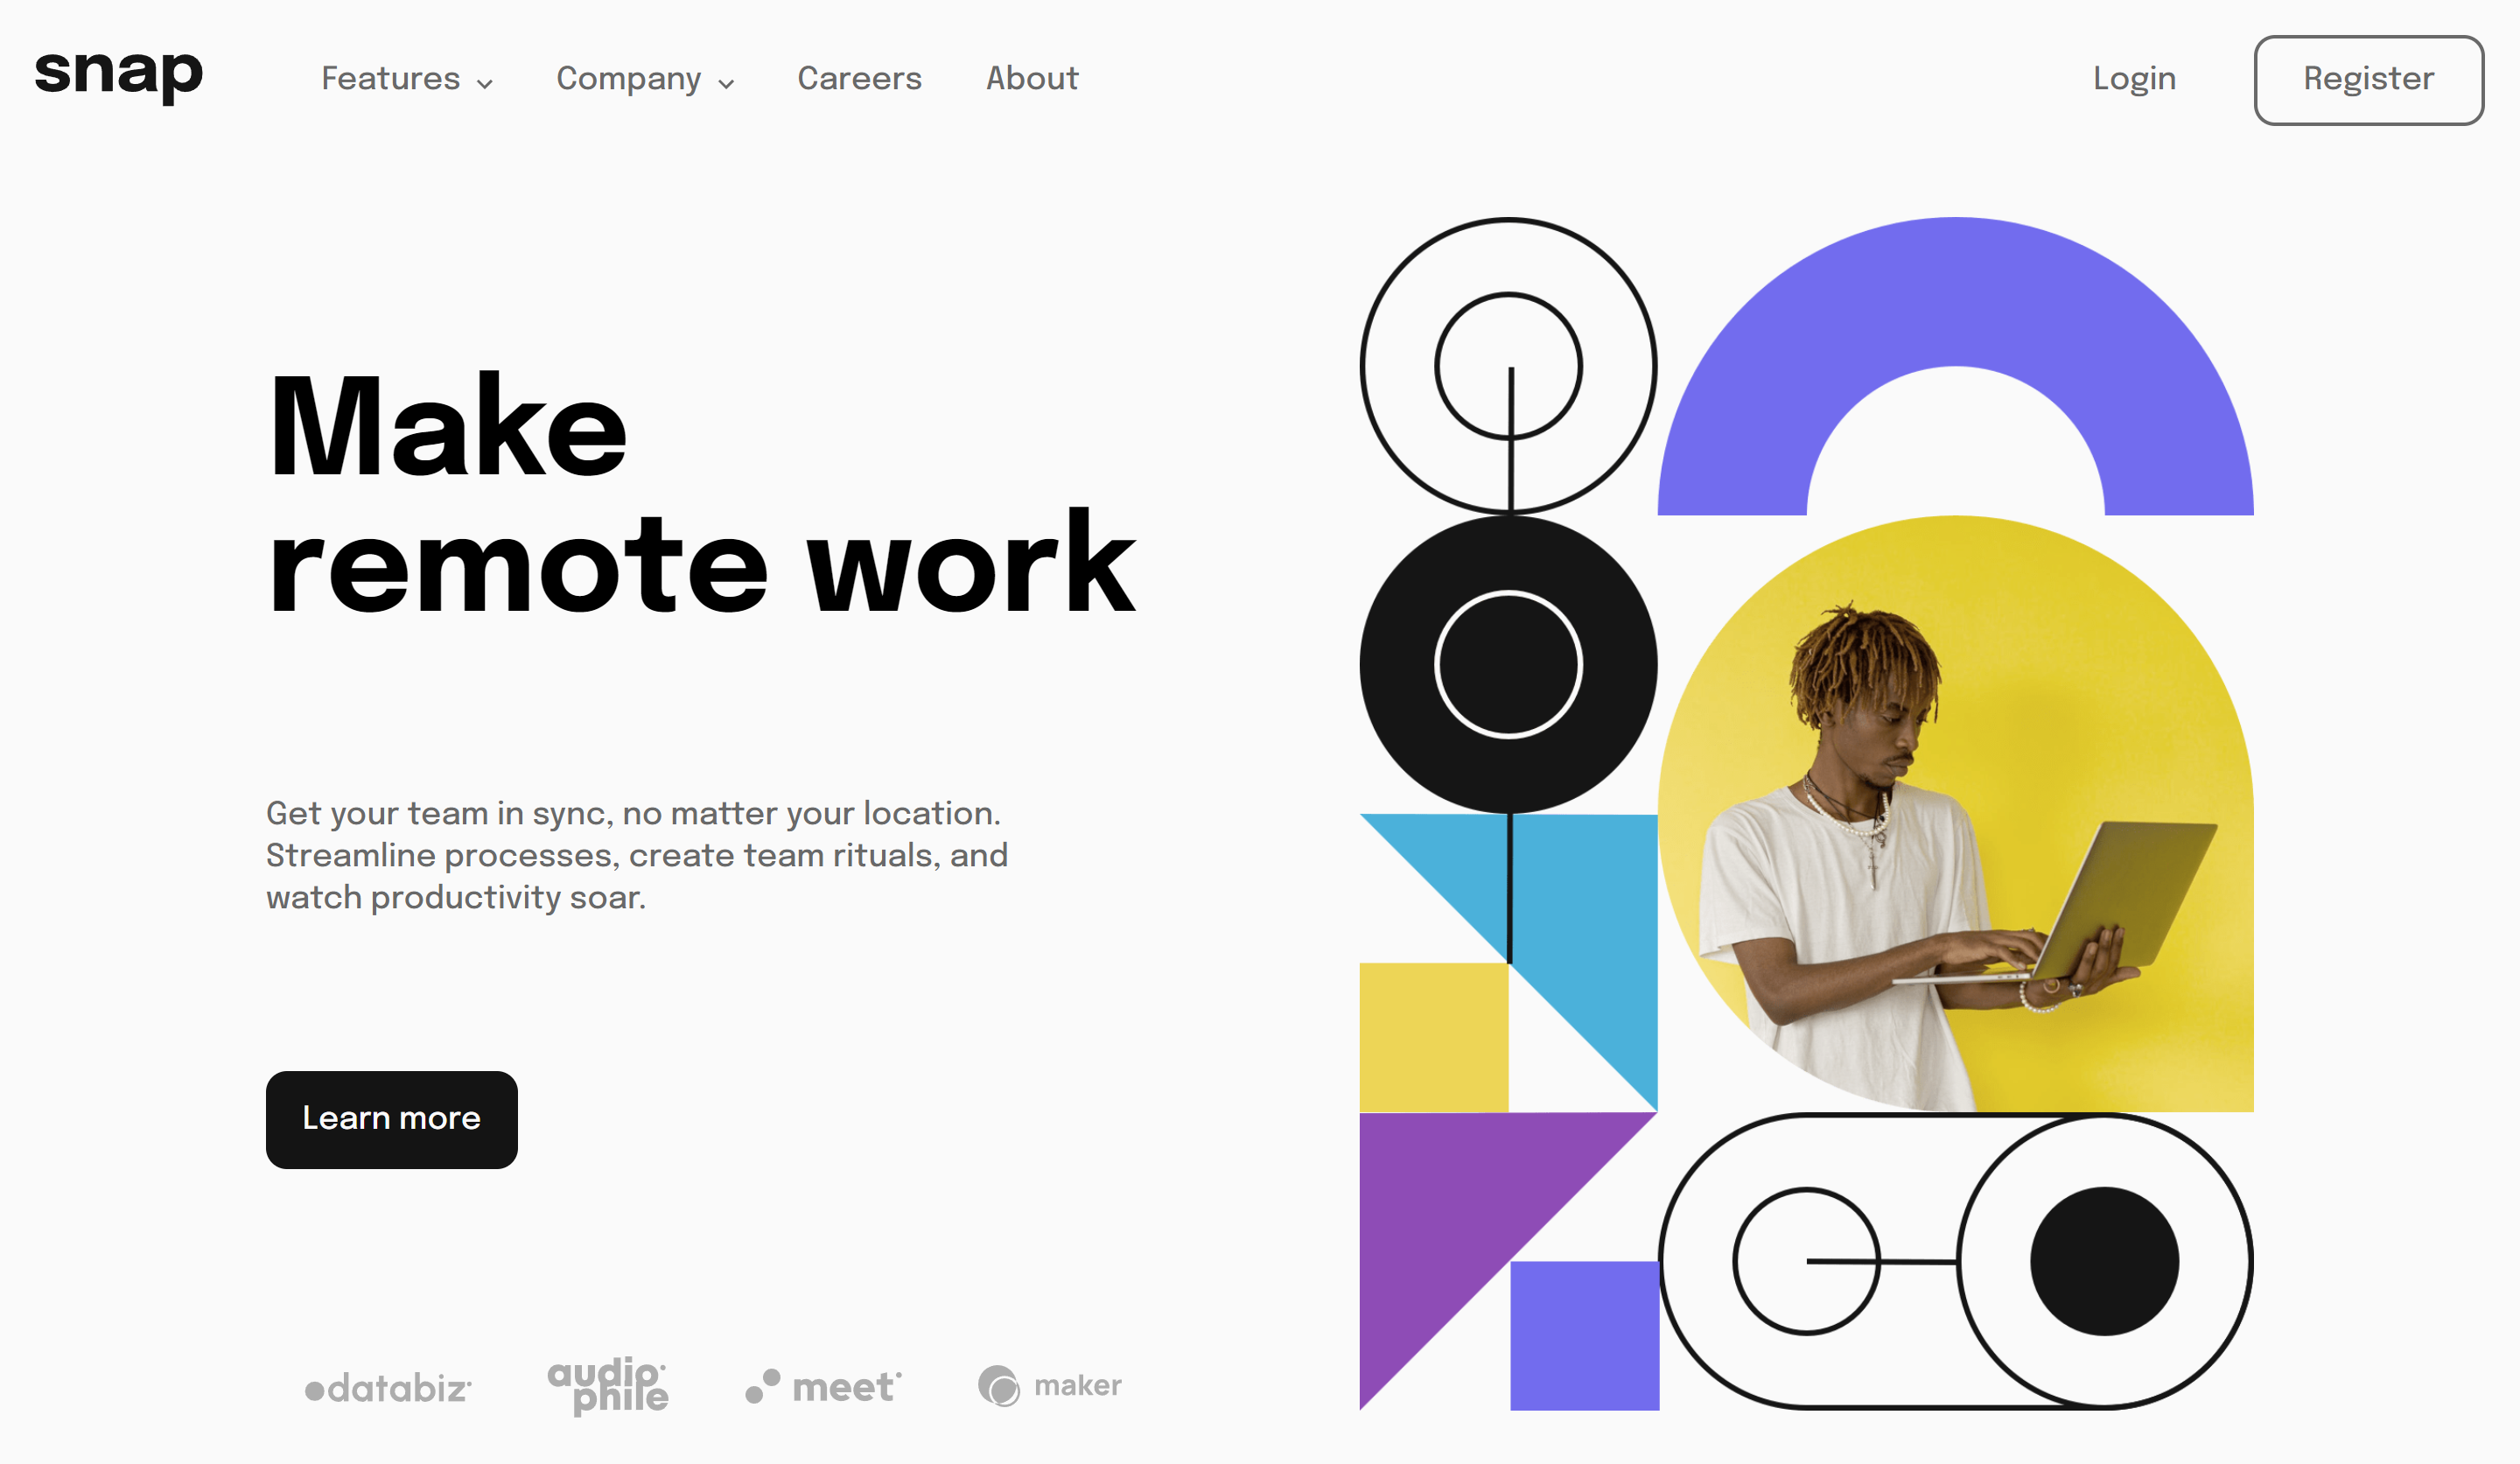 snap
Features
Company
Careers
About
Login
Register
Make
remote work
Get your team in sync, no matter your location.
Streamline processes, create team rituals, and
watch productivity soar.
Learn more
databiz
audio
phile
meet
maker